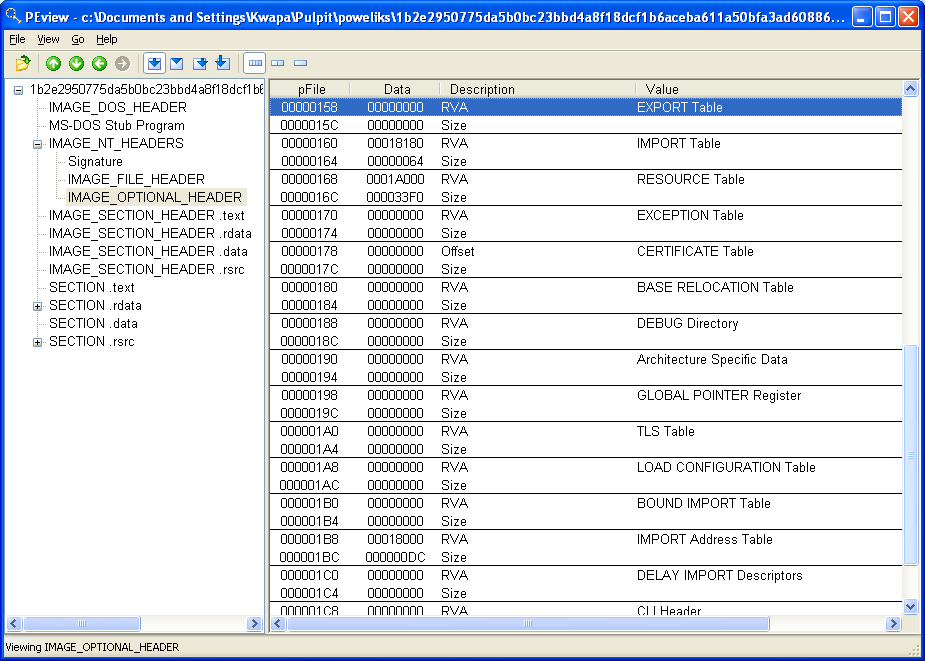 PEview - c:\Documents and Settings\Kwapa\Pulpit\poweliks\1b2e2950775da5b0bc23bbd4a8f18dcf1b6aceba611a50bfa3ad60886...
File View Go Help
1b2e2950775da5b0bc23bbd4a8f18dcf1b6
IMAGE_DOS_HEADER
MS-DOS Stub Program
IMAGE_NT_HEADERS
Signature
IMAGE_FILE_HEADER
IMAGE_OPTIONAL_HEADER
IMAGE_SECTION_HEADER .text
IMAGE_SECTION_HEADER .rdata
IMAGE_SECTION_HEADER .data
IMAGE_SECTION_HEADER .rsrc
SECTION .text
SECTION .rdata
SECTION .data
SECTION .rsrc
pFile Data Description Value
00000158 00000000 RVA EXPORT Table
0000015C 00000000 Size
00000160 00018180 RVA IMPORT Table
00000164 00000064 Size
00000168 0001A000 RVA RESOURCE Table
0000016C 000033F0 Size
00000170 00000000 RVA EXCEPTION Table
00000174 00000000 Size
00000178 00000000 Offset CERTIFICATE Table
0000017C 00000000 Size
00000180 00000000 RVA BASE RELOCATION Table
00000184 00000000 Size
00000188 00000000 RVA DEBUG Directory
0000018C 00000000 Size
00000190 00000000 RVA Architecture Specific Data
00000194 00000000 Size
00000198 00000000 RVA GLOBAL POINTER Register
0000019C 00000000 Size
000001A0 00000000 RVA TLS Table
000001A4 00000000 Size
000001A8 00000000 RVA LOAD CONFIGURATION Table
000001AC 00000000 Size
000001B0 00000000 RVA BOUND IMPORT Table
000001B4 00000000 Size
000001B8 00018000 RVA IMPORT Address Table
000001BC 000000DC Size
000001C0 00000000 RVA DELAY IMPORT Descriptors
000001C4 00000000 Size
000001C8 00000000 RVA CLI Header
Viewing IMAGE_OPTIONAL_HEADER